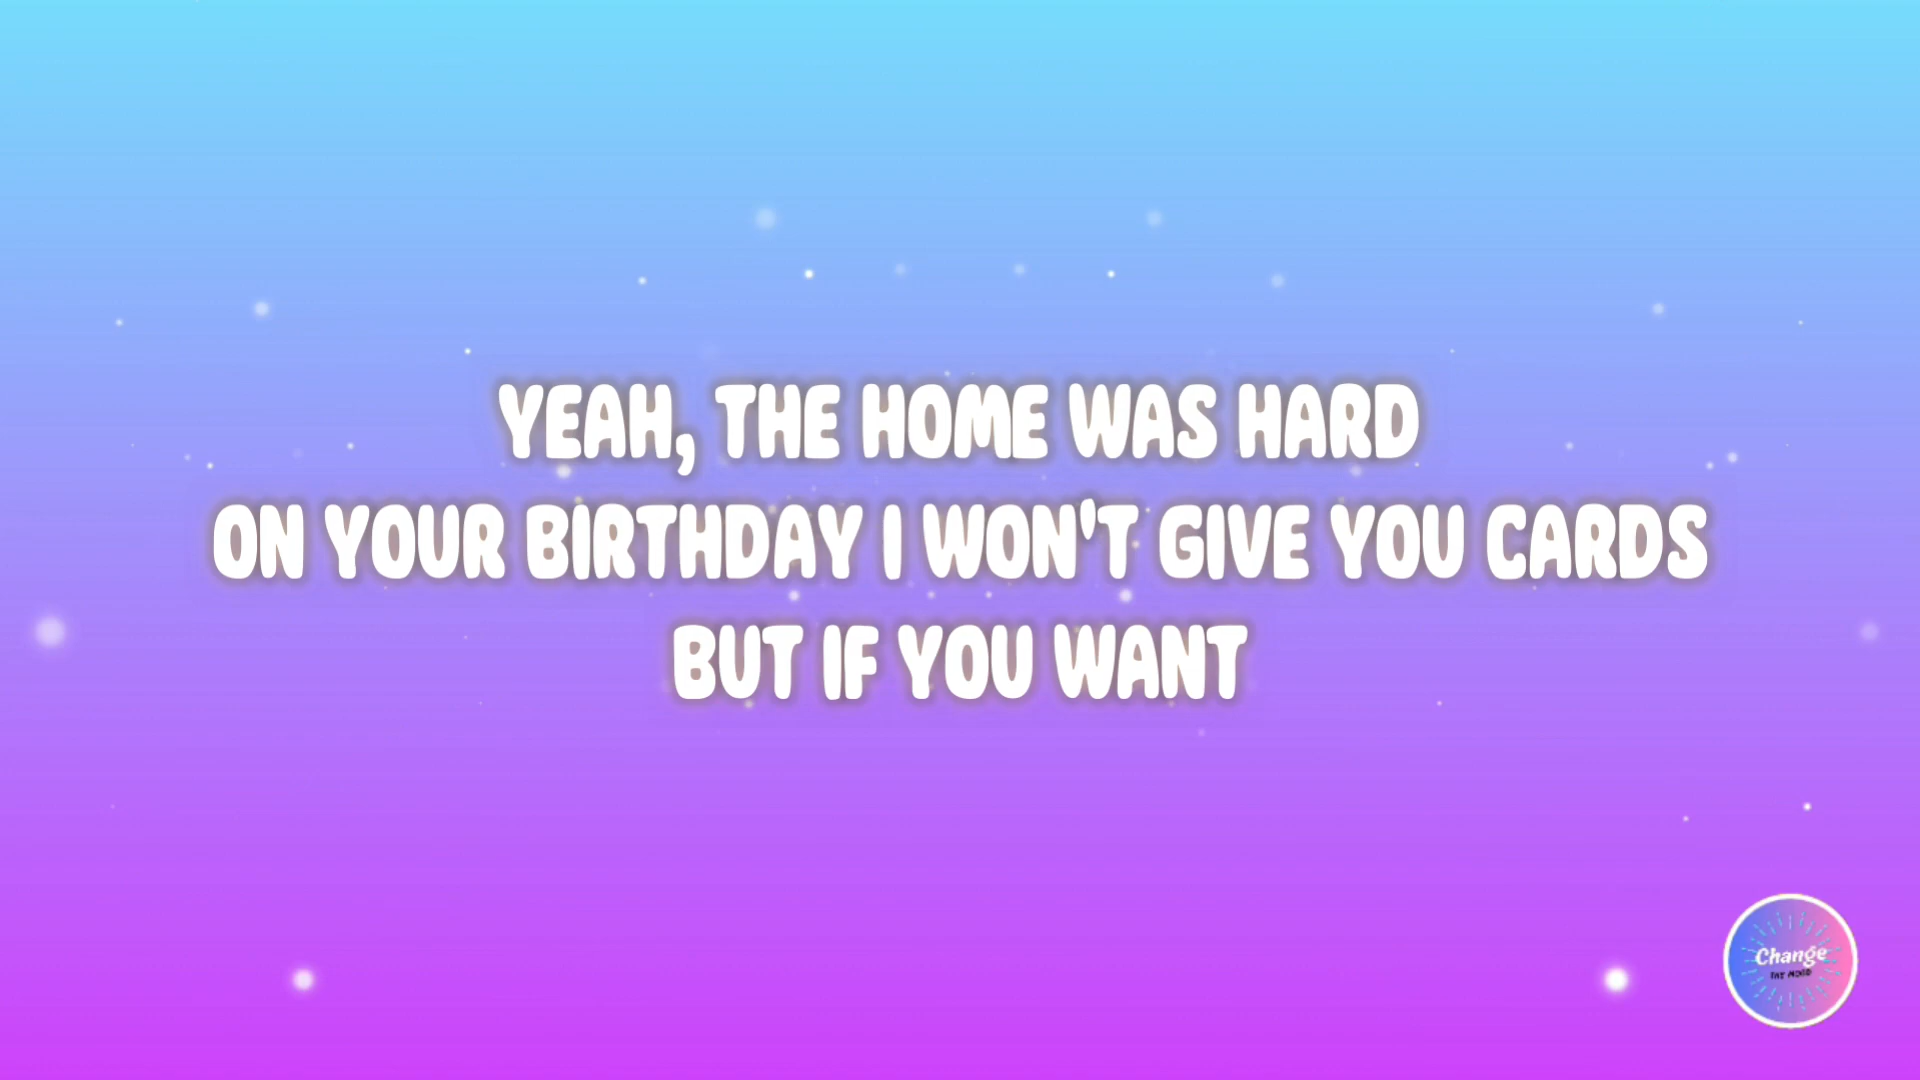 YEAH, THE HOME WAS HARD
ON YOUR BIRTHDAY I WON'T GIVE YOU CARDS
BUT IF YOU WANT
Change
THE MOOD